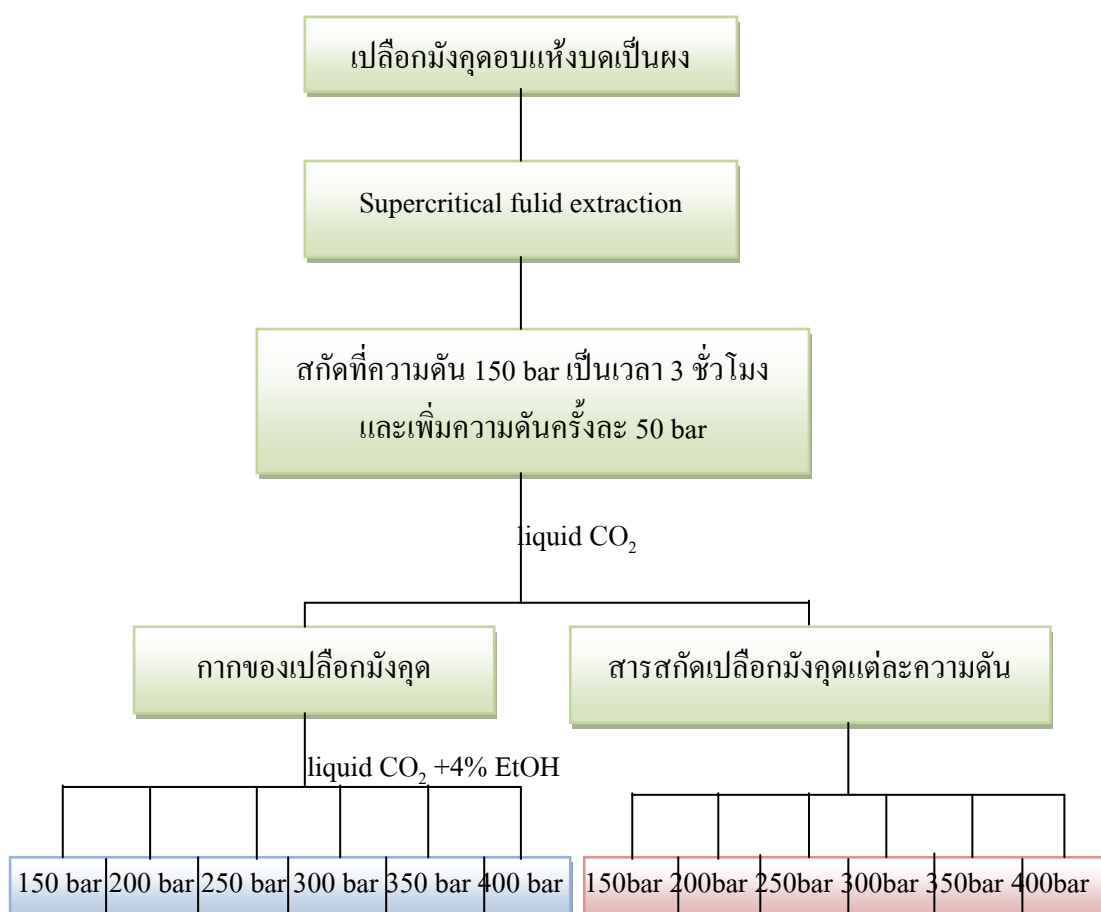 เปลือกมังคุดอบแห้งบดเป็นผง
Supercritical fulid extraction
สกัดที่ความดัน 150 bar เป็นเวลา 3 ชั่วโมง
และเพิ่มความดันครั้งละ 50 bar
liquid CO₂
กากของเปลือกมังคุด
สารสกัดเปลือกมังคุดแต่ละความดัน
liquid CO₂ +4% EtOH
150 bar 200 bar 250 bar 300 bar 350 bar 400 bar
150bar 200bar 250bar 300bar 350bar 400bar